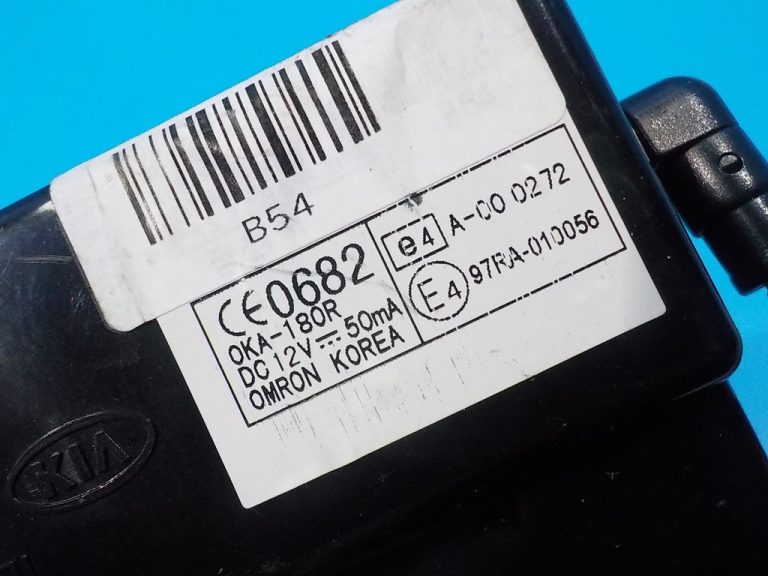 B54
CE0682
OKA-180R
DC12V⎓50mA
OMRON KOREA
e4 A-00 0272
E4 97RA-010056
KIA